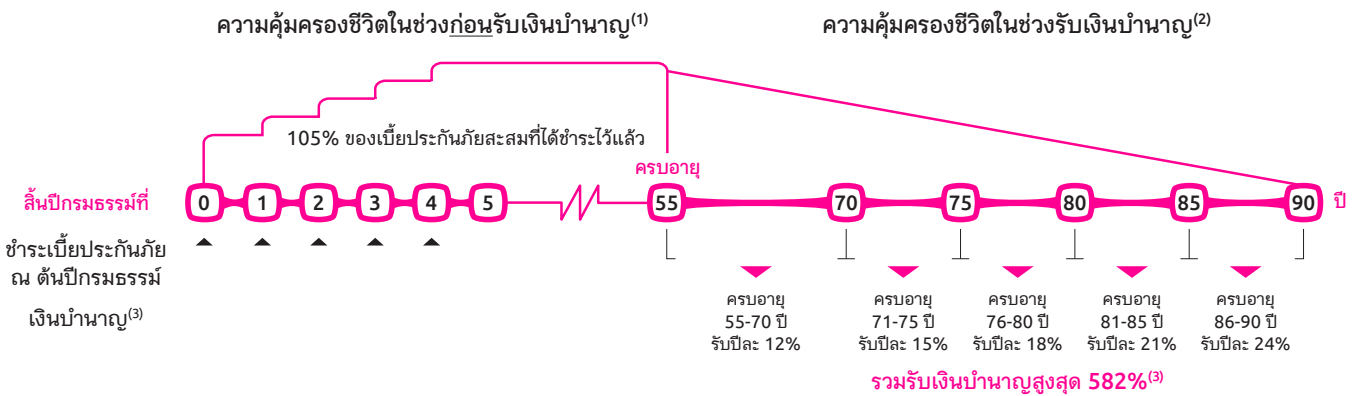 ความคุ้มครองชีวิตในช่วงก่อนรับเงินบำนาญ(1)
ความคุ้มครองชีวิตในช่วงรับเงินบำนาญ(2)
105% ของเบี้ยประกันภัยสะสมที่ได้ชำระไว้แล้ว
ครบอายุ
สิ้นปีกรมธรรม์ที่ 0 1 2 3 4 5 55 70 75 80 85 90 ปี
ชำระเบี้ยประกันภัย
ณ ต้นปีกรมธรรม์
เงินบำนาญ(3)
ครบอายุ
55-70 ปี
รับปีละ 12%
ครบอายุ
71-75 ปี
รับปีละ 15%
ครบอายุ
76-80 ปี
รับปีละ 18%
ครบอายุ
81-85 ปี
รับปีละ 21%
ครบอายุ
86-90 ปี
รับปีละ 24%
รวมรับเงินบำนาญสูงสุด 582%(3)